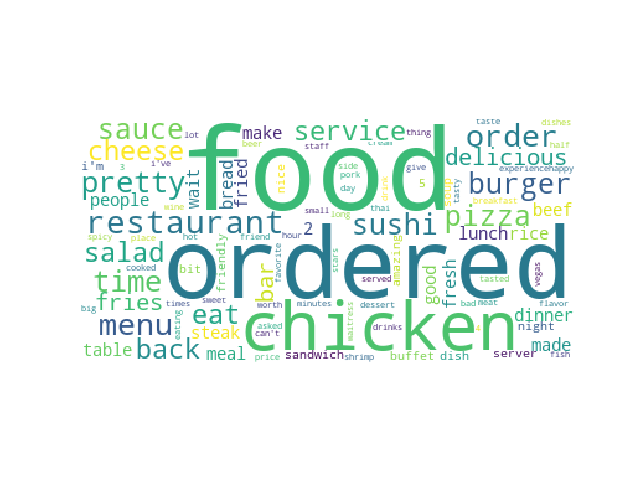 taste dishes
sauce lot make service thing order
food
beer staff cream half
cheese i've delicious experience happy
i'm 3 wait bread fried nice side pork day drink give 5 soup tasty burger
pretty
people wine small long breakfast beef
restaurant 2 sushi pizza
spicy place hot friend hour lunch rice
ordered
salad bit friendly favorite stars amazing good fresh
cooked bar served tasted vegas
time
fries times sweet worth minutes dessert bad meat flavor
big chicken
menu eating eat asked waitress drinks 4 night dinner
steak can't
table back meal price sandwich shrimp buffet dish server fish made
thai